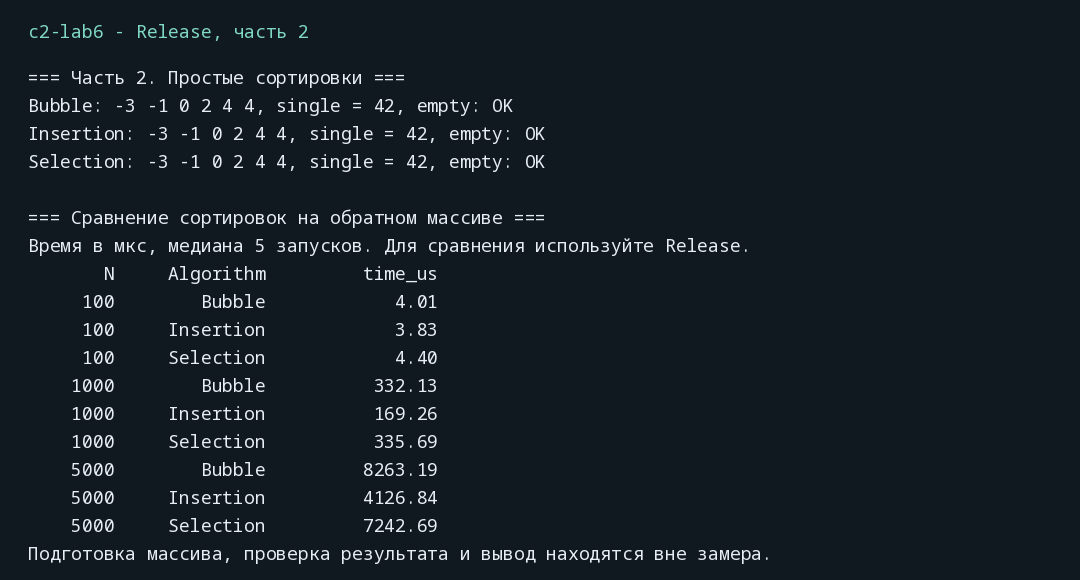 c2-lab6 - Release, часть 2
=== Часть 2. Простые сортировки ===
Bubble: -3 -1 0 2 4 4, single = 42, empty: OK
Insertion: -3 -1 0 2 4 4, single = 42, empty: OK
Selection: -3 -1 0 2 4 4, single = 42, empty: OK
=== Сравнение сортировок на обратном массиве ===
Время в мкс, медиана 5 запусков. Для сравнения используйте Release.
N Algorithm time_us
100 Bubble 4.01
100 Insertion 3.83
100 Selection 4.40
1000 Bubble 332.13
1000 Insertion 169.26
1000 Selection 335.69
5000 Bubble 8263.19
5000 Insertion 4126.84
5000 Selection 7242.69
Подготовка массива, проверка результата и вывод находятся вне замера.